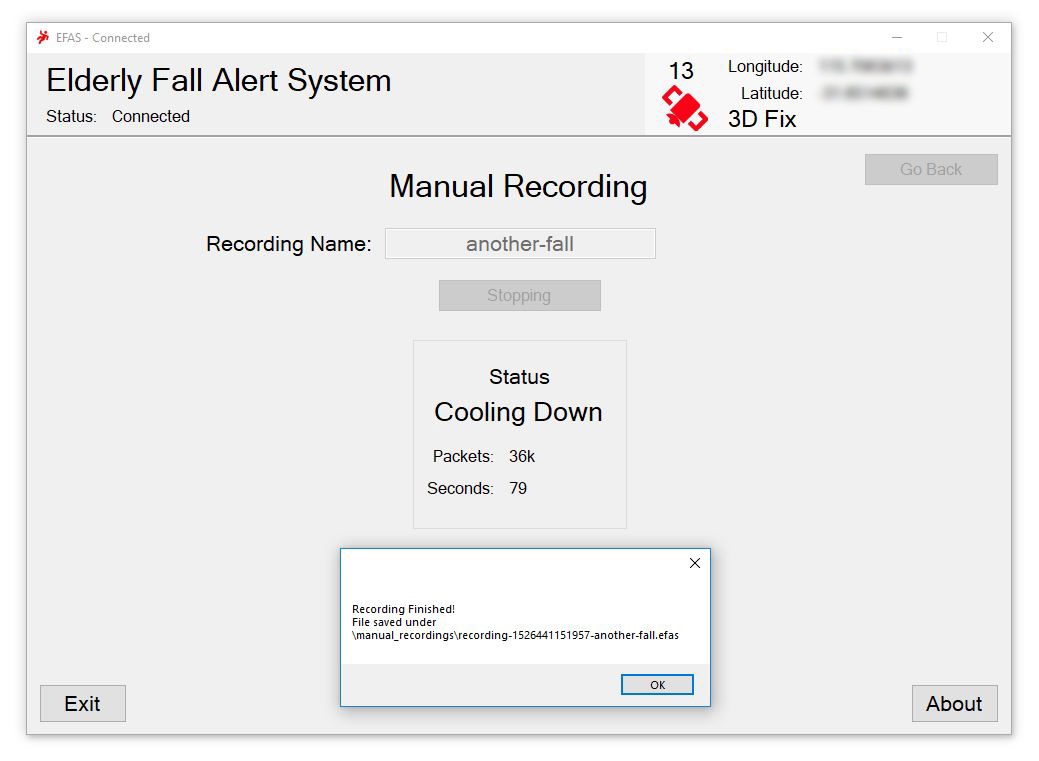 EFAS - Connected
Elderly Fall Alert System
Status: Connected
13
Longitude:
Latitude:
3D Fix
Go Back
Manual Recording
Recording Name: another-fall
Stopping
Status
Cooling Down
Packets: 36k
Seconds: 79
Recording Finished!
File saved under
\manual_recordings\recording-1526441151957-another-fall.efas
OK
Exit
About